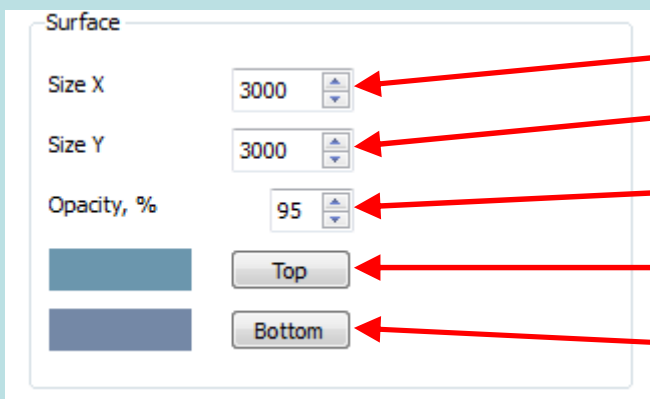 Surface
Size X 3000
Size Y 3000
Opacity, % 95
Top
Bottom